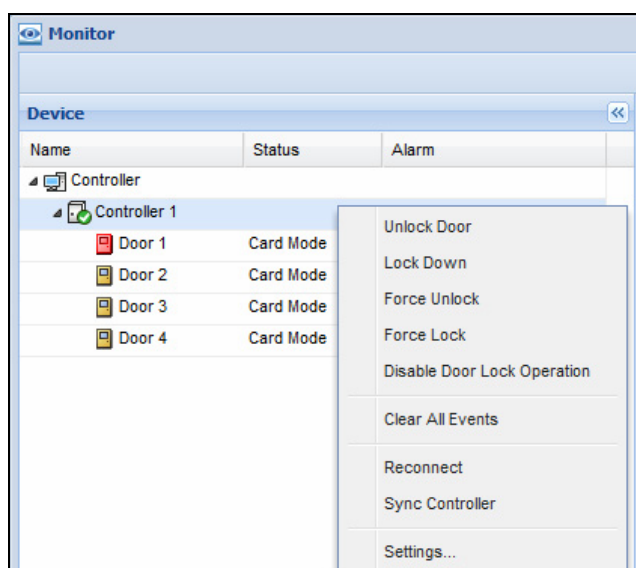 Monitor
Device
Name Status Alarm
Controller
Controller 1
Door 1 Card Mode
Door 2 Card Mode
Door 3 Card Mode
Door 4 Card Mode
Unlock Door
Lock Down
Force Unlock
Force Lock
Disable Door Lock Operation
Clear All Events
Reconnect
Sync Controller
Settings...